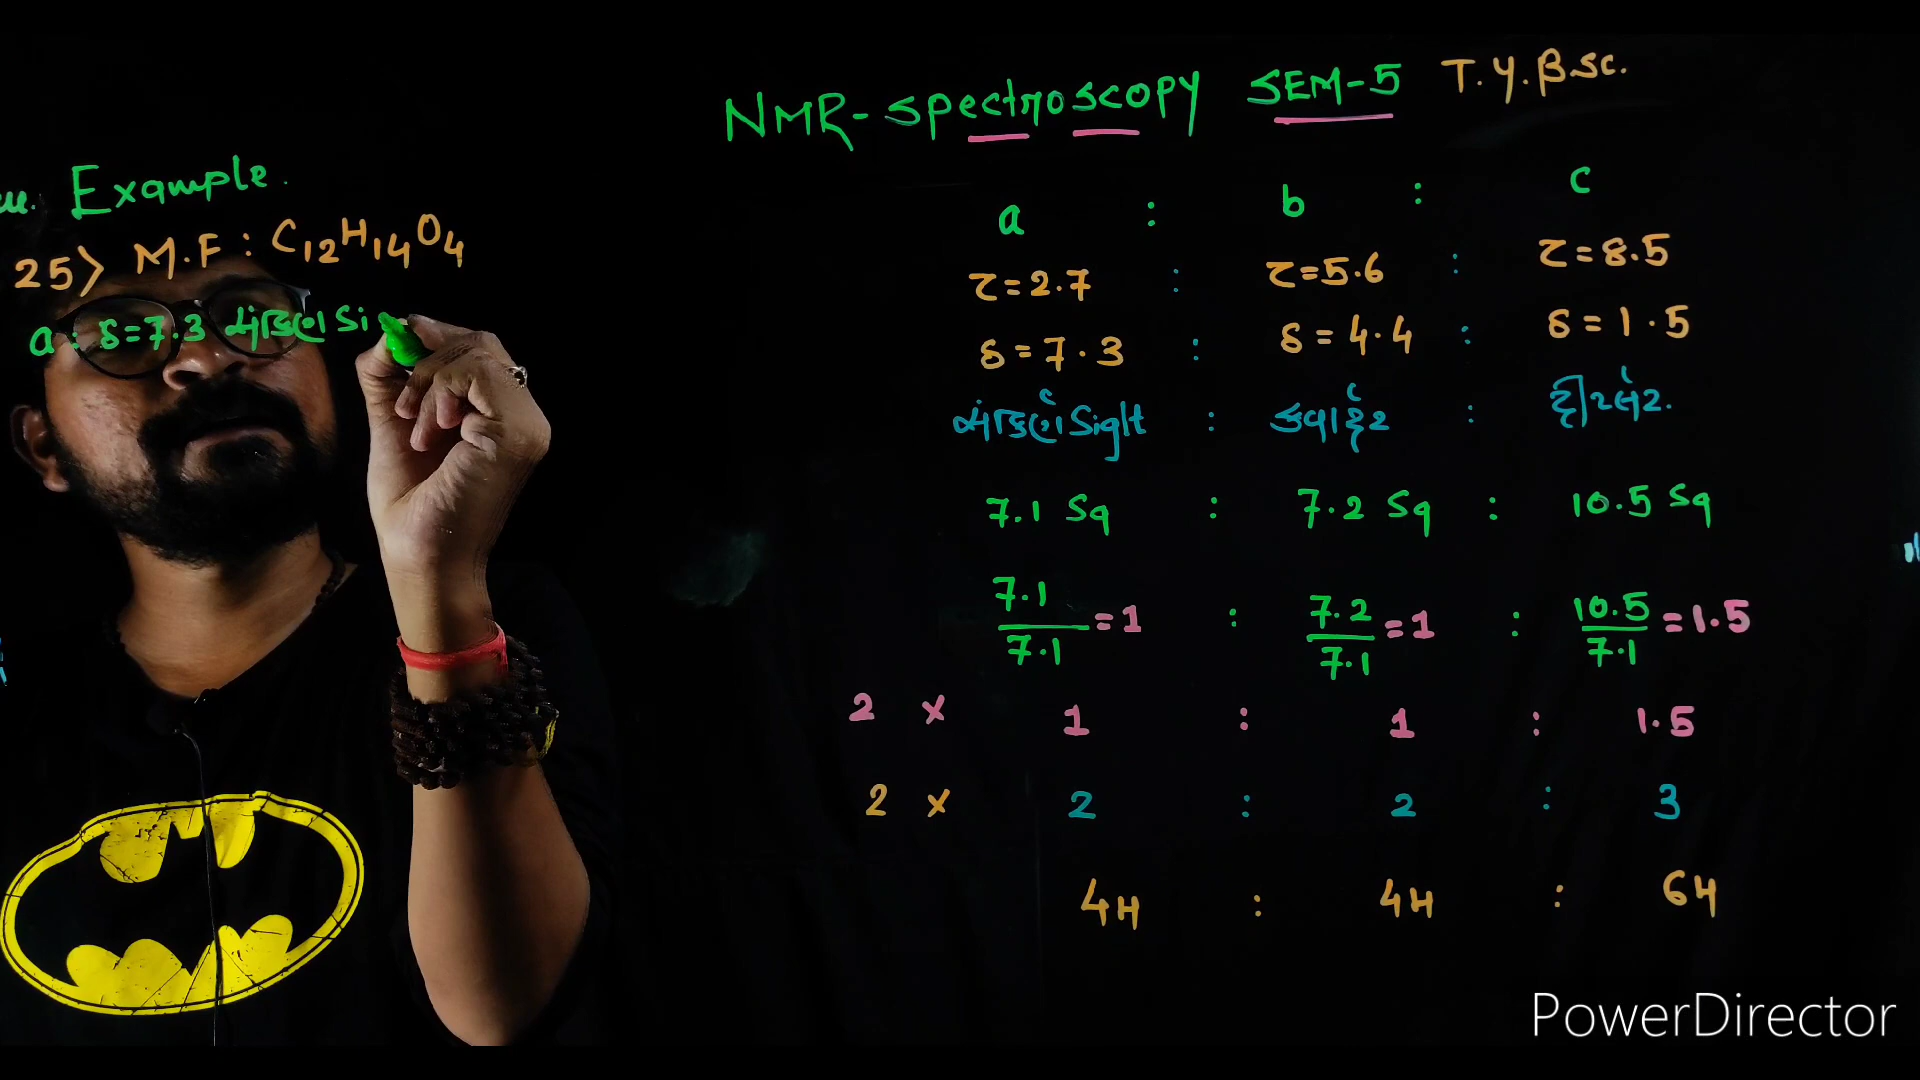 NMR-spectroscopy SEM-5 T.Y.BSC.
Example.
25> M.F : C12H14O4
a : δ=7.3 સંકિર્ણ Si
a : b : c
τ=2.7 : τ=5.6 : τ=8.5
δ=7.3 : δ=4.4 : δ=1.5
સંકિર્ણ : :
7.1 Sq : 7.2 Sq : 10.5 Sq
7.1/7.1 =1 : 7.2/7.1 =1 : 10.5/7.1 =1.5
2 × 1 : 1 : 1.5
2 × 2 : 2 : 3
4H : 4H : 6H
PowerDirector